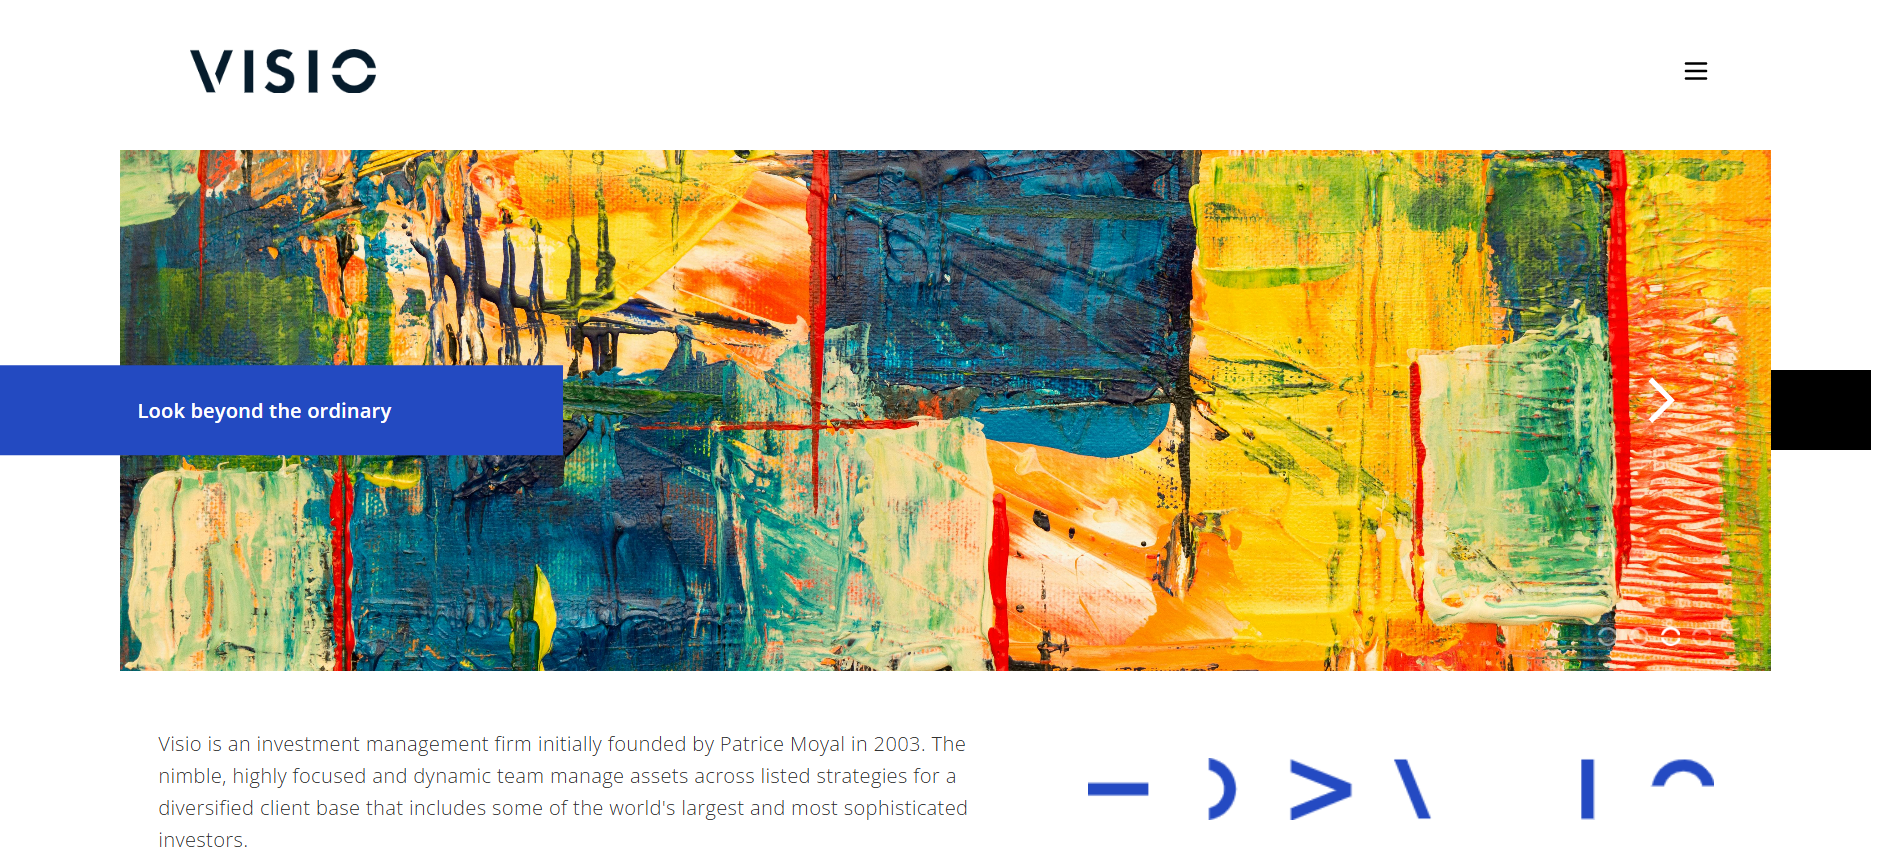 VISIO
Look beyond the ordinary
Visio is an investment management firm initially founded by Patrice Moyal in 2003. The
nimble, highly focused and dynamic team manage assets across listed strategies for a
diversified client base that includes some of the world's largest and most sophisticated
investors.